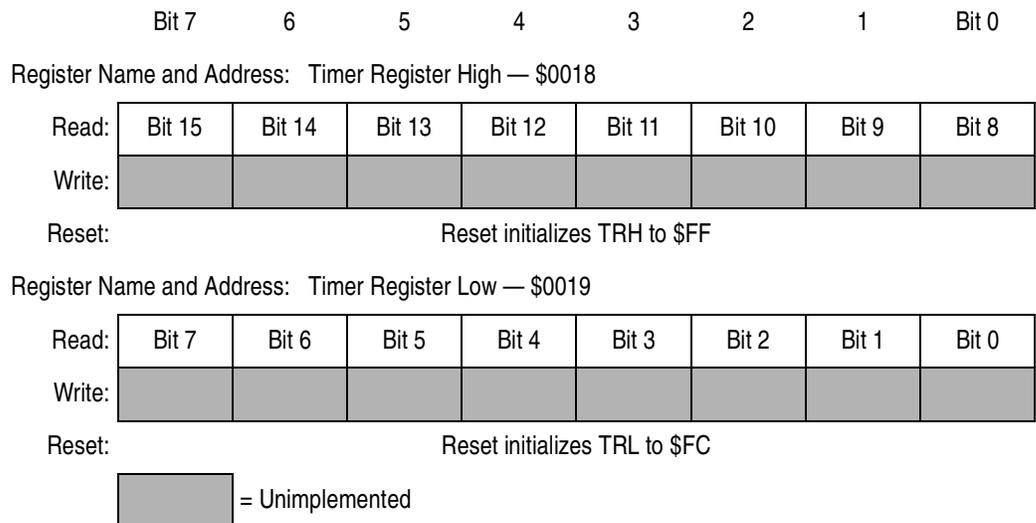 Bit 7 6 5 4 3 2 1 Bit 0
Register Name and Address: Timer Register High — $0018
Read: Bit 15 Bit 14 Bit 13 Bit 12 Bit 11 Bit 10 Bit 9 Bit 8
Write:
Reset: Reset initializes TRH to $FF
Register Name and Address: Timer Register Low — $0019
Read: Bit 7 Bit 6 Bit 5 Bit 4 Bit 3 Bit 2 Bit 1 Bit 0
Write:
Reset: Reset initializes TRL to $FC
= Unimplemented